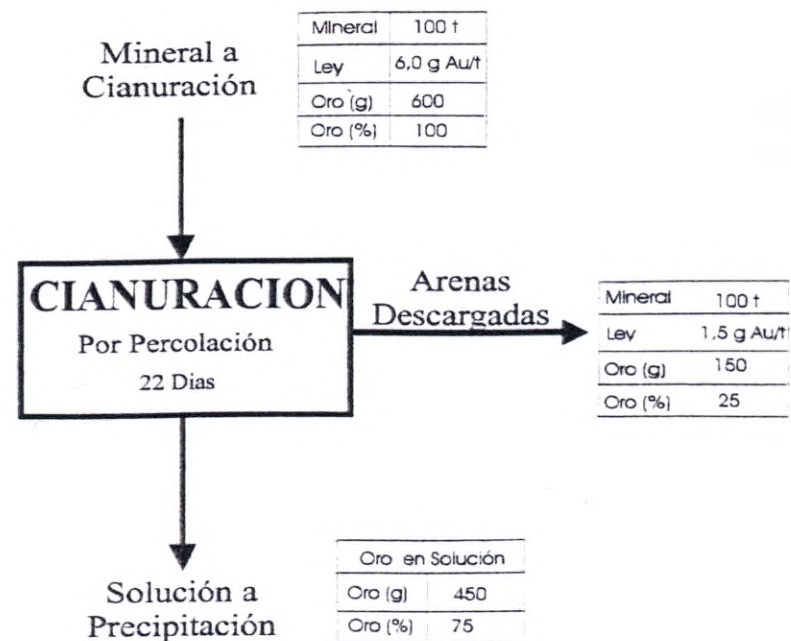 Mineral a
Cianuración
Mineral 100 t
Ley 6,0 g Au/t
Oro (g) 600
Oro (%) 100
CIANURACION
Por Percolación
22 Dias
Arenas
Descargadas
Mineral 100 t
Ley 1,5 g Au/t
Oro (g) 150
Oro (%) 25
Solución a
Precipitación
Oro en Solución
Oro (g) 450
Oro (%) 75